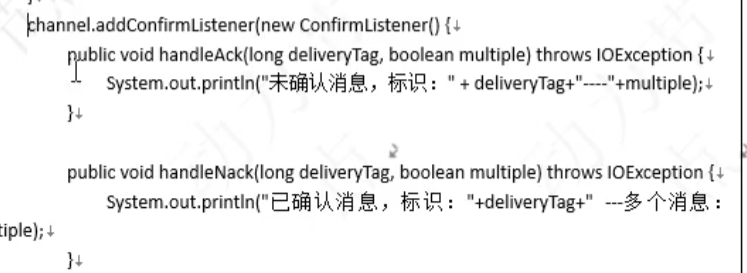 channel.addConfirmListener(new ConfirmListener() {↓
public void handleAck(long deliveryTag, boolean multiple) throws IOException {↓
System.out.println("未确认消息，标识：" + deliveryTag+"----"+multiple);↓
}↓
public void handleNack(long deliveryTag, boolean multiple) throws IOException {↓
System.out.println("已确认消息，标识："+deliveryTag+" ---多个消息：
tiple);↓
}↓